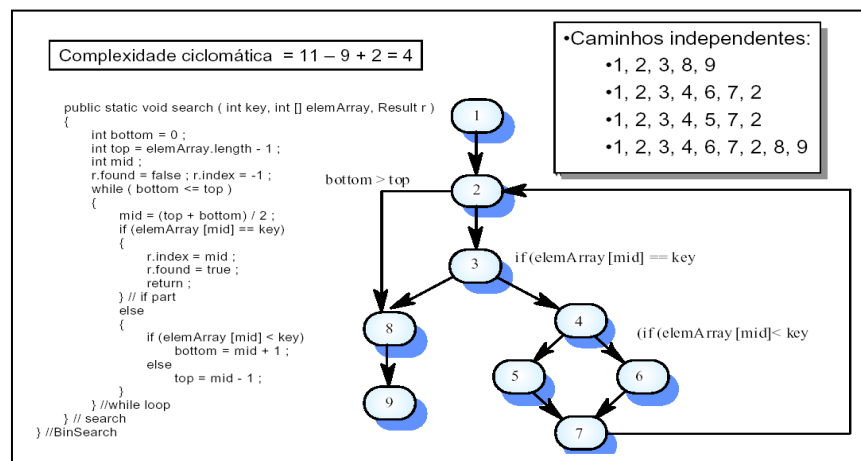 Complexidade ciclomática = 11 – 9 + 2 = 4
•Caminhos independentes:
•1, 2, 3, 8, 9
•1, 2, 3, 4, 6, 7, 2
•1, 2, 3, 4, 5, 7, 2
•1, 2, 3, 4, 6, 7, 2, 8, 9
public static void search ( int key, int [] elemArray, Result r )
{
int bottom = 0 ;
int top = elemArray.length - 1 ;
int mid ;
r.found = false ; r.index = -1 ;
while ( bottom <= top )
{
mid = (top + bottom) / 2 ;
if (elemArray [mid] == key)
{
r.index = mid ;
r.found = true ;
return ;
} // if part
else
{
if (elemArray [mid] < key)
bottom = mid + 1 ;
else
top = mid - 1 ;
}
} //while loop
} // search
} //BinSearch
1
bottom > top
2
3
if (elemArray [mid] == key
8
4
(if (elemArray [mid]< key
5
6
9
7